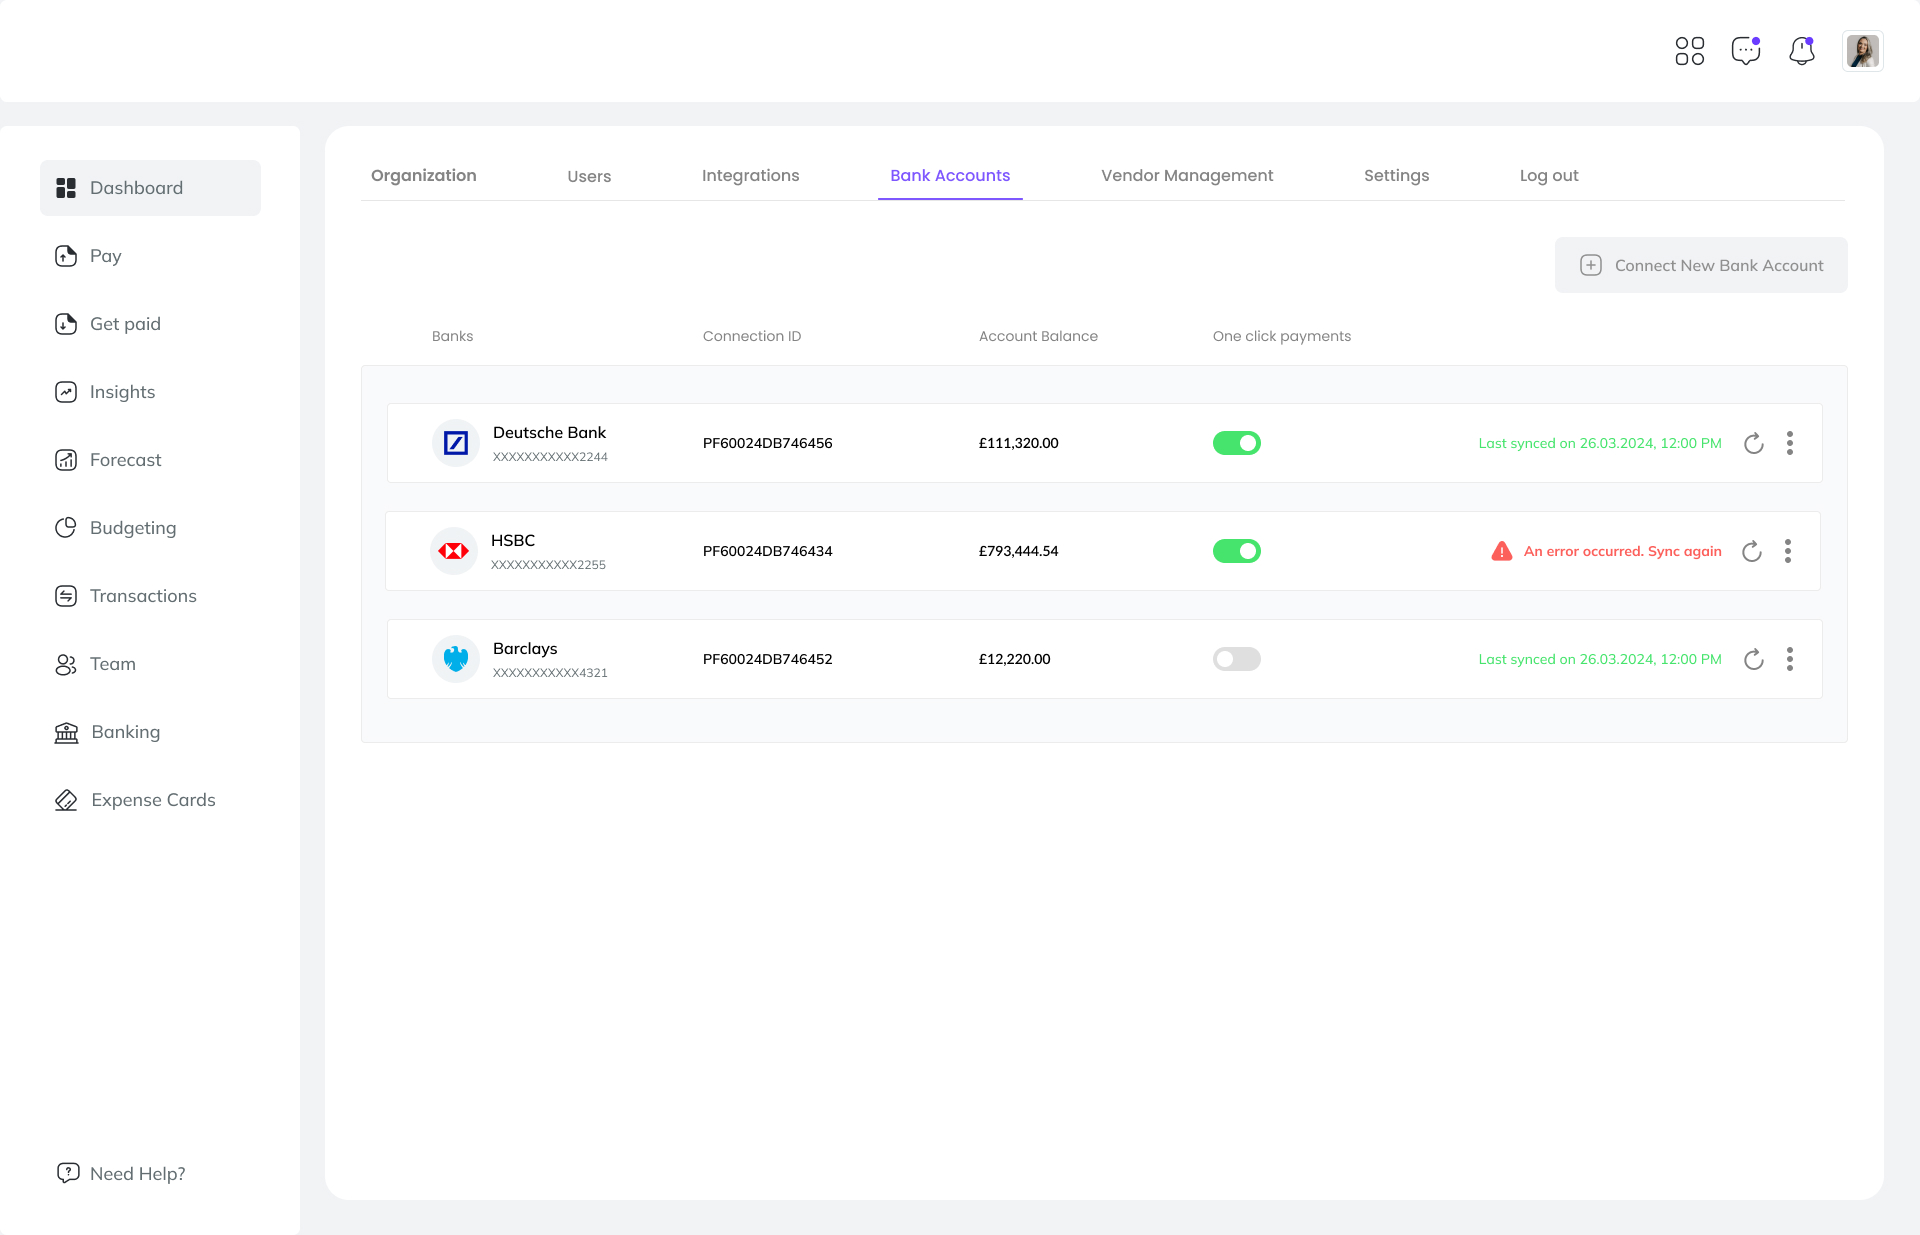 Dashboard
Pay
Get paid
Insights
Forecast
Budgeting
Transactions
Team
Banking
Expense Cards
Need Help?
Organization
Users
Integrations
Bank Accounts
Vendor Management
Settings
Log out
Connect New Bank Account
Banks
Connection ID
Account Balance
One click payments
Deutsche Bank
XXXXXXXXXXX2244
PF60024DB746456
£111,320.00
Last synced on 26.03.2024, 12:00 PM
HSBC
XXXXXXXXXXX2255
PF60024DB746434
£793,444.54
An error occurred. Sync again
Barclays
XXXXXXXXXXX4321
PF60024DB746452
£12,220.00
Last synced on 26.03.2024, 12:00 PM